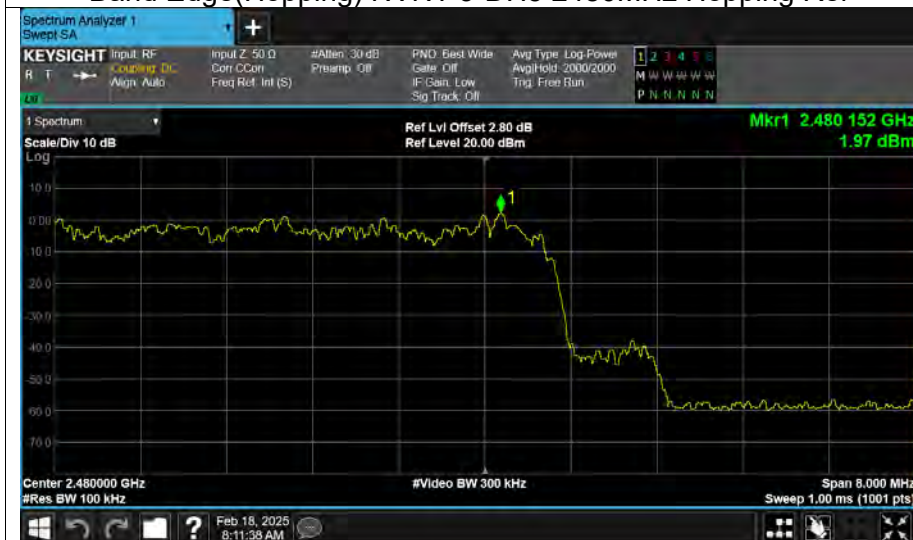 Spectrum Analyzer 1
Swept SA
KEYSIGHT Input: RF
R T Coupling: DC
Align: Auto
Input Z: 50 Ω
Corr CCorr
Freq Ref: Int (S)
#Atten: 30 dB
Preamp: Off
PNO: Best Wide
Gate: Off
IF Gain: Low
Sig Track: Off
Avg Type: Log-Power
Avg|Hold: 2000/2000
Trig: Free Run
1 2 3 4 5 6
M W W W W W
P N N N N N
1 Spectrum
Scale/Div 10 dB
Log
Ref Lvl Offset 2.80 dB
Ref Level 20.00 dBm
Mkr1 2.480 152 GHz
1.97 dBm
1
10.0
0.00
-10.0
-20.0
-30.0
-40.0
-50.0
-60.0
-70.0
Center 2.480000 GHz
#Res BW 100 kHz
#Video BW 300 kHz
Span 8.000 MHz
Sweep 1.00 ms (1001 pts)
?
Feb 18, 2025
8:11:38 AM